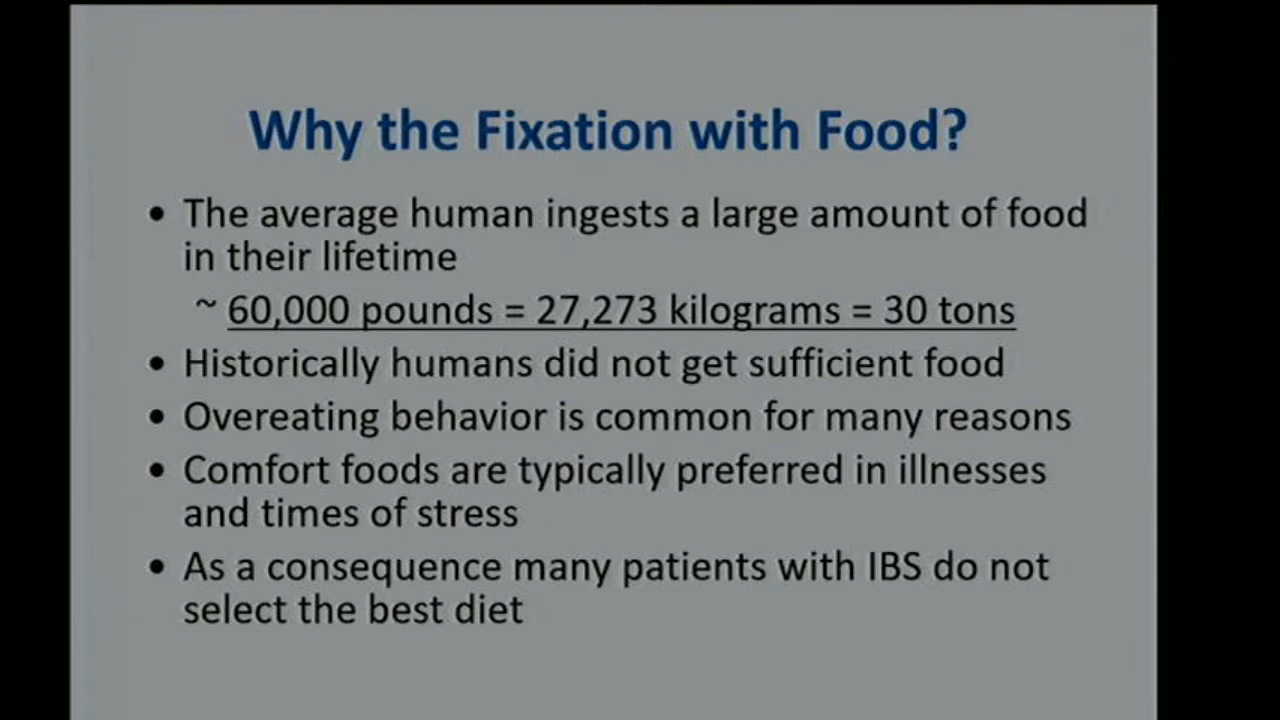 Why the Fixation with Food?
• The average human ingests a large amount of food
in their lifetime
~ 60,000 pounds = 27,273 kilograms = 30 tons
• Historically humans did not get sufficient food
• Overeating behavior is common for many reasons
• Comfort foods are typically preferred in illnesses
and times of stress
• As a consequence many patients with IBS do not
select the best diet